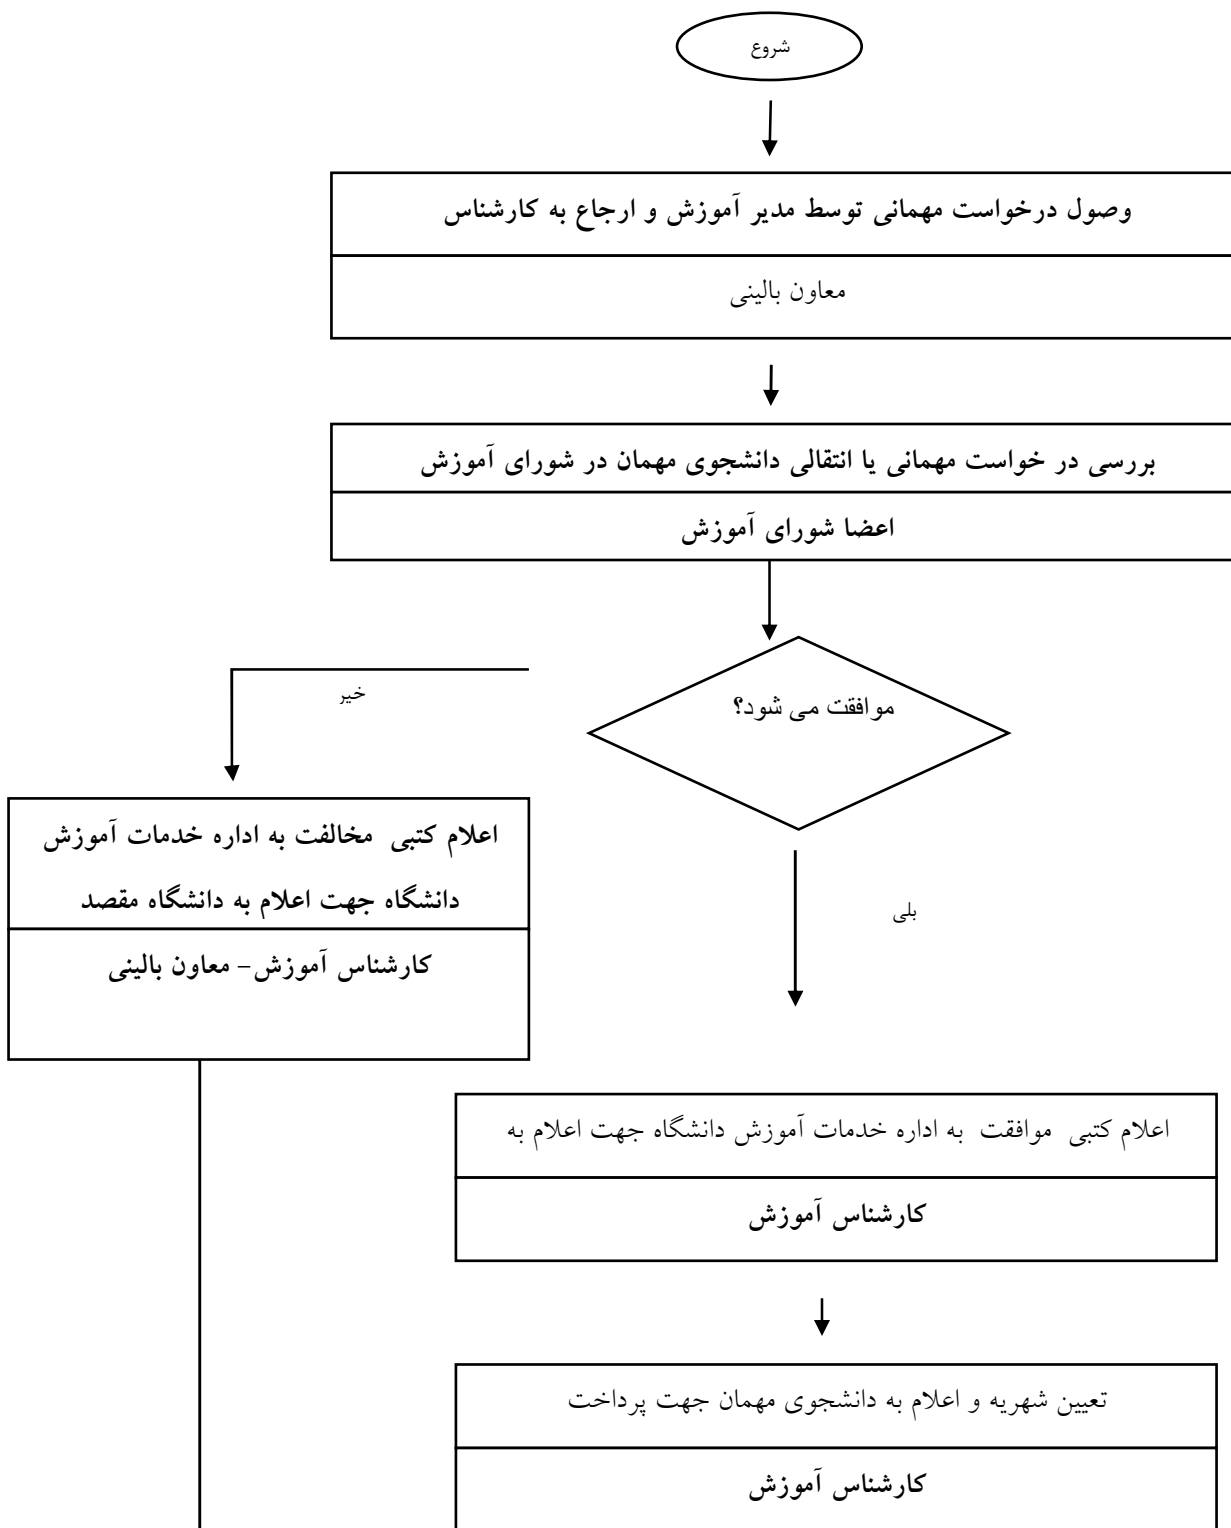 شروع
وصول درخواست مهمانی توسط مدیر آموزش و ارجاع به کارشناس
معاون بالینی
بررسی در خواست مهمانی یا انتقالی دانشجوی مهمان در شورای آموزش
اعضا شورای آموزش
موافقت می شود؟
خیر
اعلام کتبی مخالفت به اداره خدمات آموزش
دانشگاه جهت اعلام به دانشگاه مقصد
کارشناس آموزش– معاون بالینی
بلی
اعلام کتبی موافقت به اداره خدمات آموزش دانشگاه جهت اعلام به
کارشناس آموزش
تعیین شهریه و اعلام به دانشجوی مهمان جهت پرداخت
کارشناس آموزش